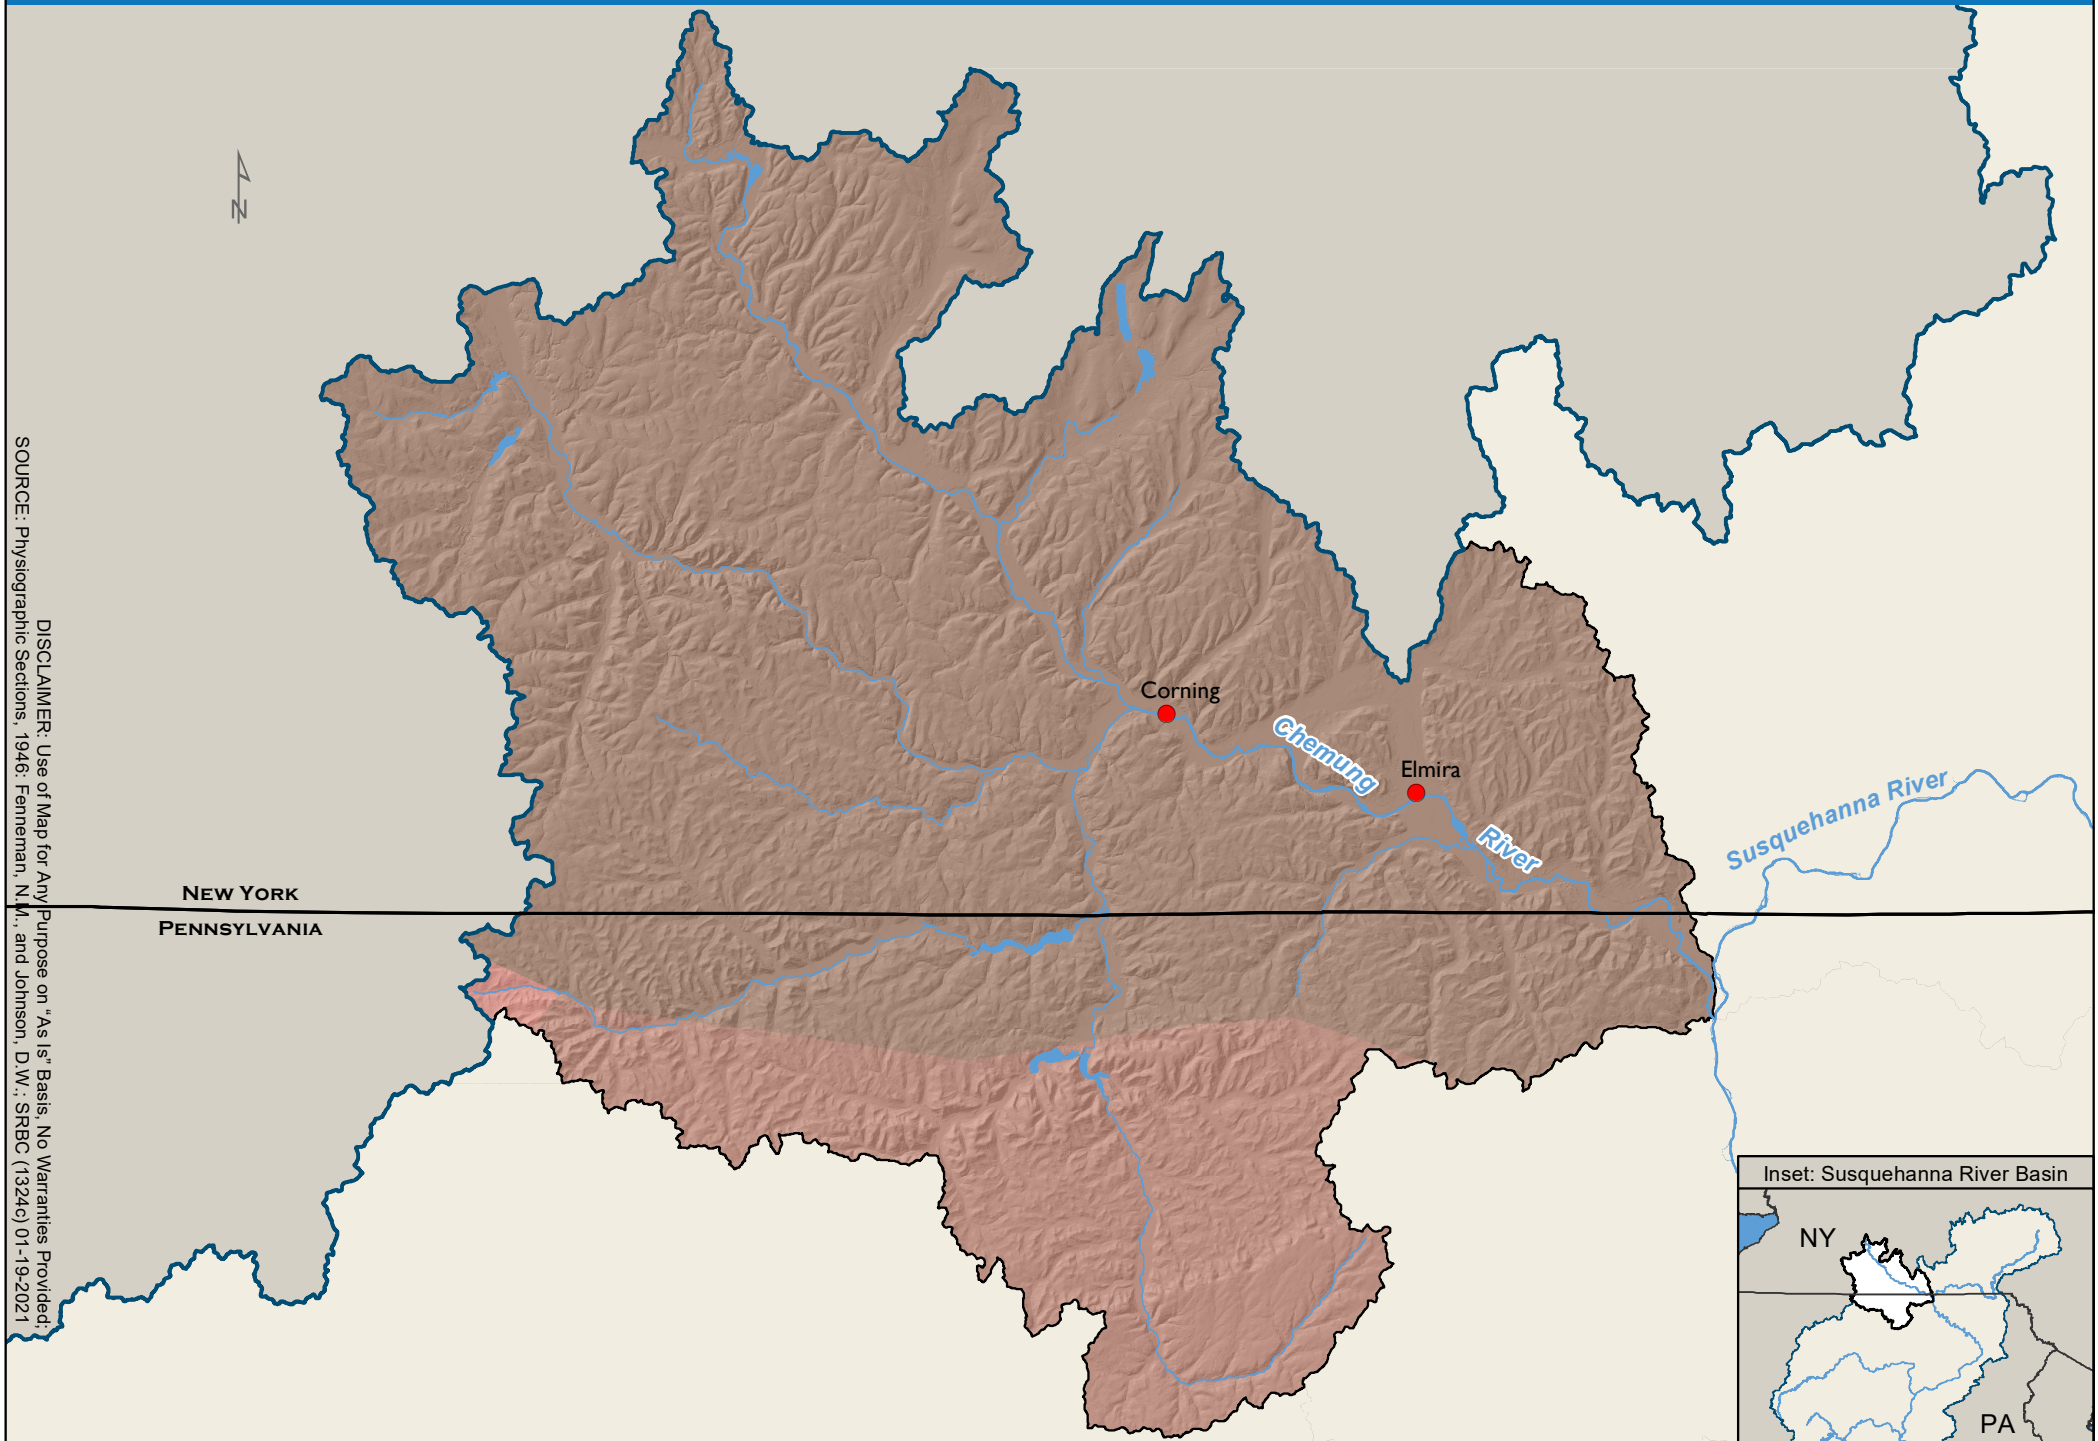 N
Corning
Chemung
Elmira
River
Susquehanna River
NEW YORK
PENNSYLVANIA
DISCLAIMER: Use of Map for Any Purpose on "As Is" Basis, No Warranties Provided;
SOURCE: Physiographic Sections, 1946: Fenneman, N.M., and Johnson, D.W.; SRBC (1324c) 01-19-2021
Inset: Susquehanna River Basin
NY
PA